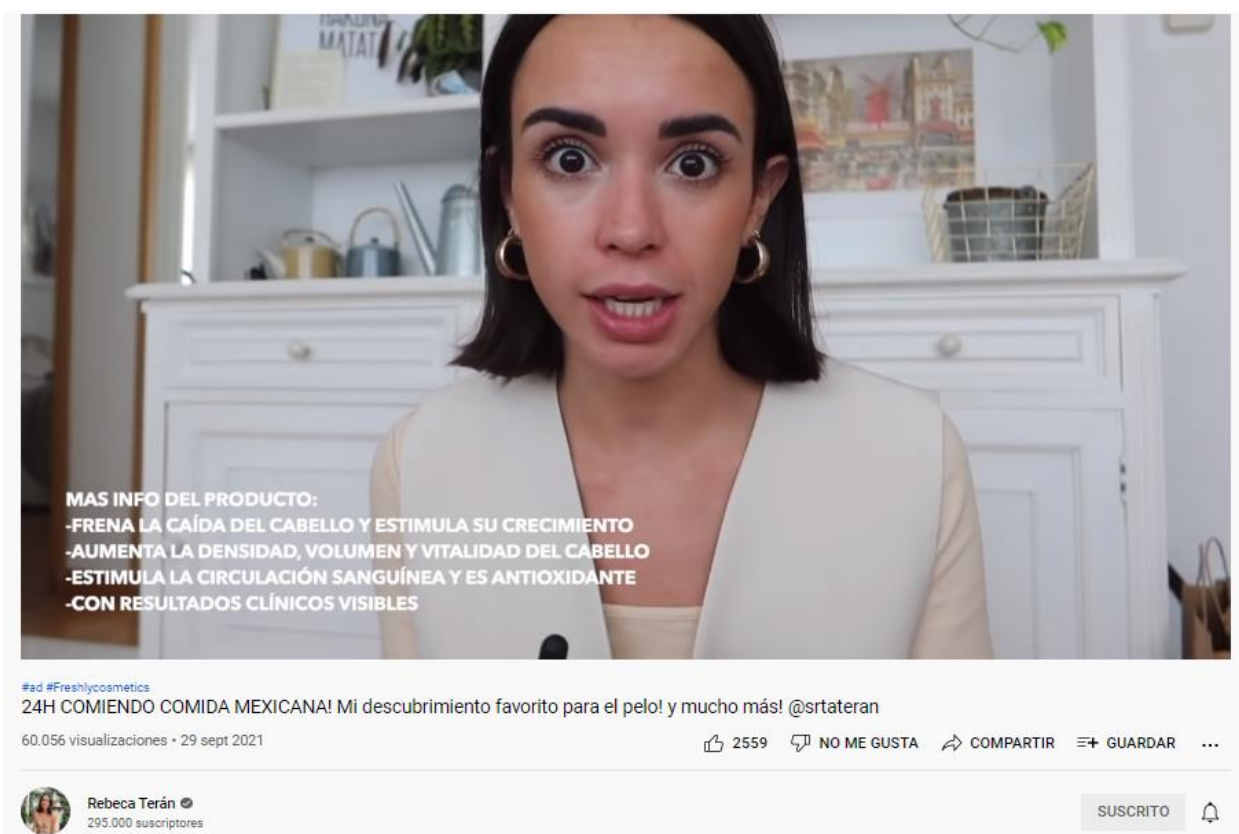 HAKUNA
MATATA
MAS INFO DEL PRODUCTO:
-FRENA LA CAÍDA DEL CABELLO Y ESTIMULA SU CRECIMIENTO
-AUMENTA LA DENSIDAD, VOLUMEN Y VITALIDAD DEL CABELLO
-ESTIMULA LA CIRCULACIÓN SANGUÍNEA Y ES ANTIOXIDANTE
-CON RESULTADOS CLÍNICOS VISIBLES
#ad #Freshlycosmetics
24H COMIENDO COMIDA MEXICANA! Mi descubrimiento favorito para el pelo! y mucho más! @srtateran
60.056 visualizaciones • 29 sept 2021 2559 NO ME GUSTA COMPARTIR GUARDAR ...
Rebeca Terán
295.000 suscriptores
SUSCRITO